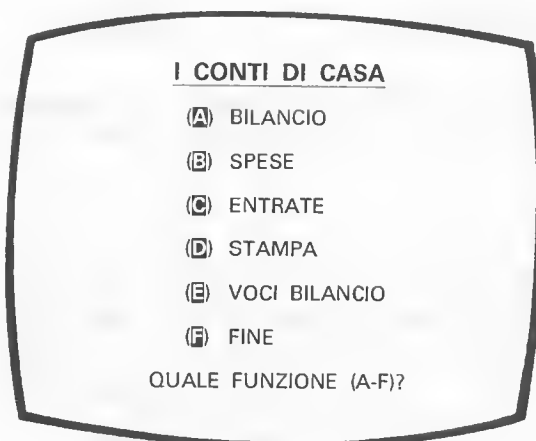 I CONTI DI CASA
(A) BILANCIO
(B) SPESE
(C) ENTRATE
(D) STAMPA
(E) VOCI BILANCIO
(F) FINE
QUALE FUNZIONE (A-F)?